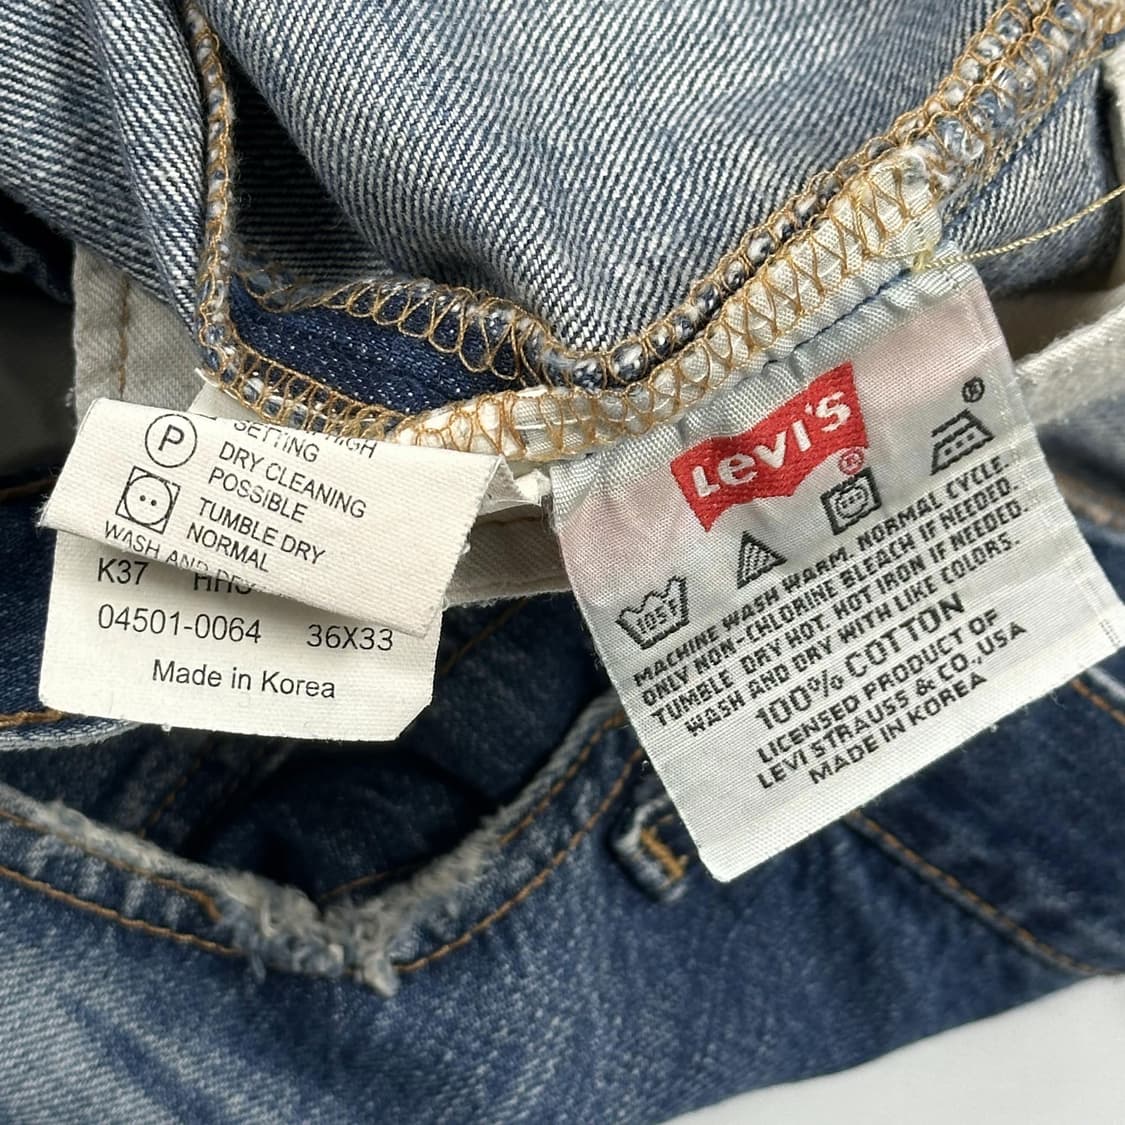 SETTING HIGH
P
DRY CLEANING
POSSIBLE
TUMBLE DRY
NORMAL
WASH AND DRY
K37
04501-0064 36X33
Made in Korea
LEVI'S
®
®
105F
MACHINE WASH WARM, NORMAL CYCLE.
ONLY NON-CHLORINE BLEACH IF NEEDED.
TUMBLE DRY HOT, HOT IRON IF NEEDED.
WASH AND DRY WITH LIKE COLORS.
100% COTTON
LICENSED PRODUCT OF
LEVI STRAUSS & CO.,USA
MADE IN KOREA